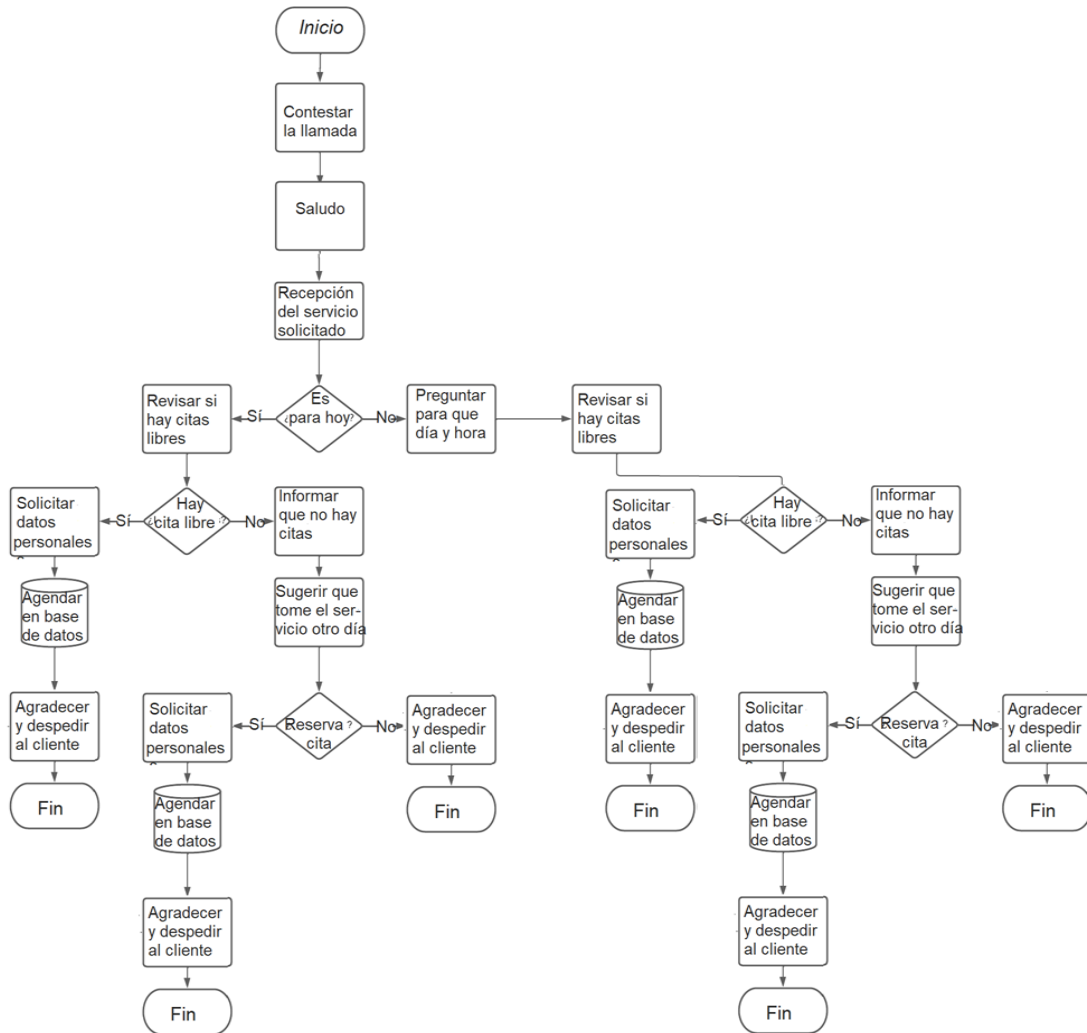 Inicio
Contestar
la llamada
Saludo
Recepción
del servicio
solicitado
Revisar si
hay citas
libres
Sí
Es
¿para hoy?
No
Preguntar
para que
día y hora
Revisar si
hay citas
libres
Solicitar
datos
personales
Sí
Hay
¿cita libre?
No
Informar
que no hay
citas
Solicitar
datos
personales
Sí
Hay
¿cita libre?
No
Informar
que no hay
citas
Agendar
en base
de datos
Sugerir que
tome el ser-
vicio otro día
Agendar
en base
de datos
Sugerir que
tome el ser-
vicio otro día
Agradecer
y despedir
al cliente
Solicitar
datos
personales
Sí
Reserva ?
cita
No
Agradecer
y despedir
al cliente
Agradecer
y despedir
al cliente
Solicitar
datos
personales
Sí
Reserva ?
cita
No
Agradecer
y despedir
al cliente
Fin
Agendar
en base
de datos
Fin
Fin
Agendar
en base
de datos
Fin
Agradecer
y despedir
al cliente
Agradecer
y despedir
al cliente
Fin
Fin